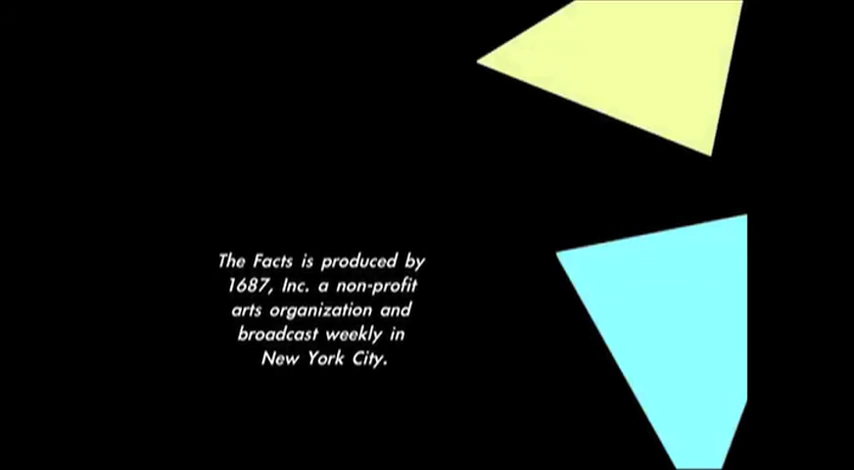 The Facts is produced by
1687, Inc. a non-profit
arts organization and
broadcast weekly in
New York City.